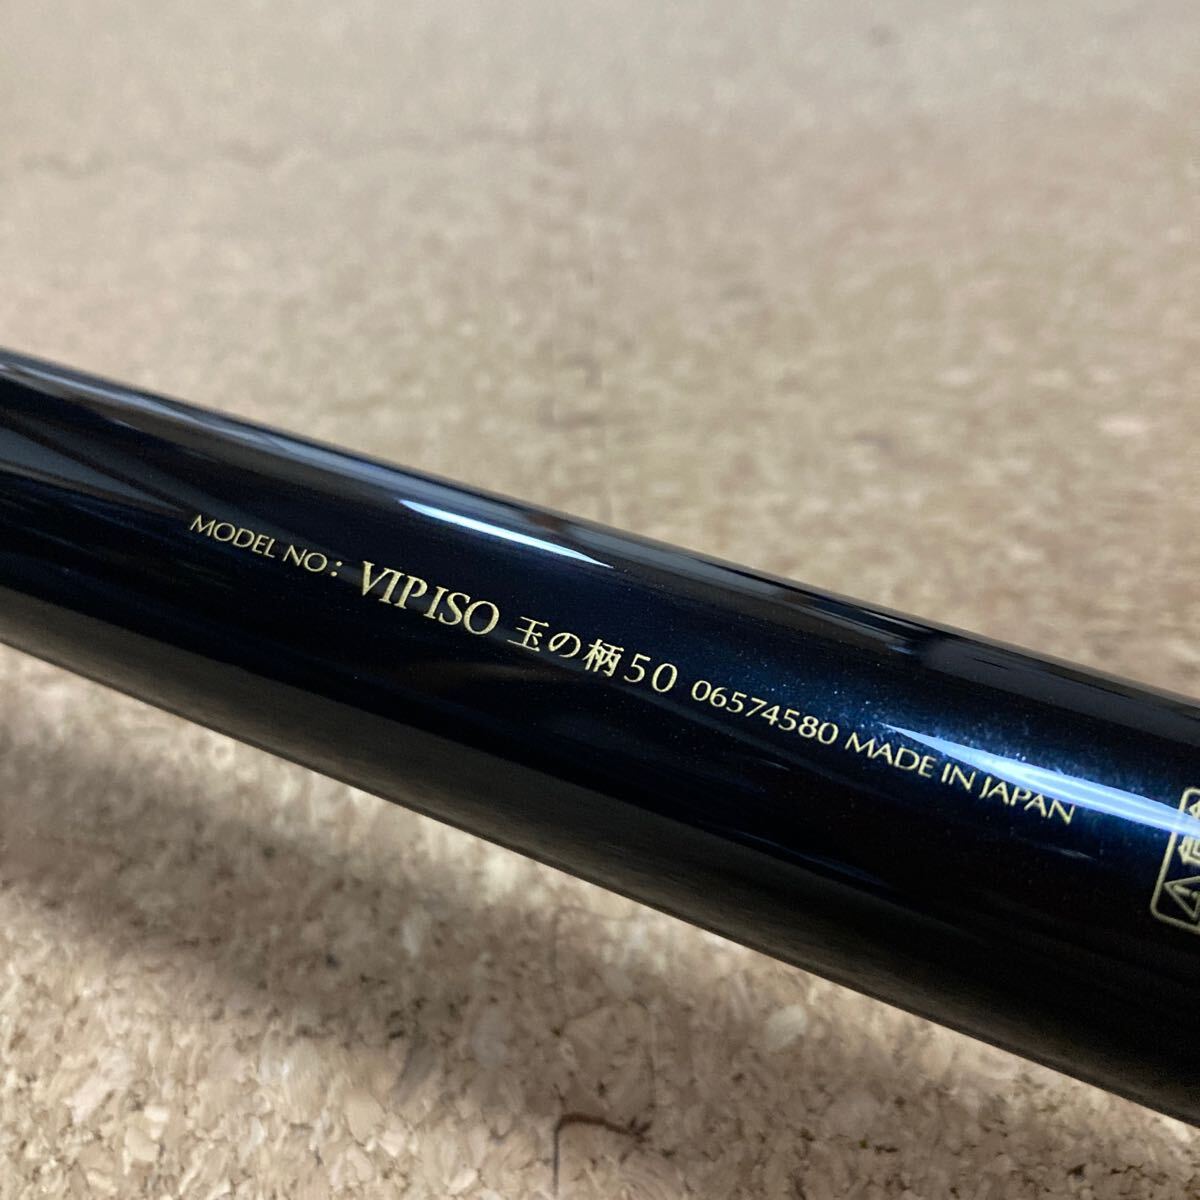 MODEL NO: VIP ISO 玉の柄50 06574580 MADE IN JAPAN